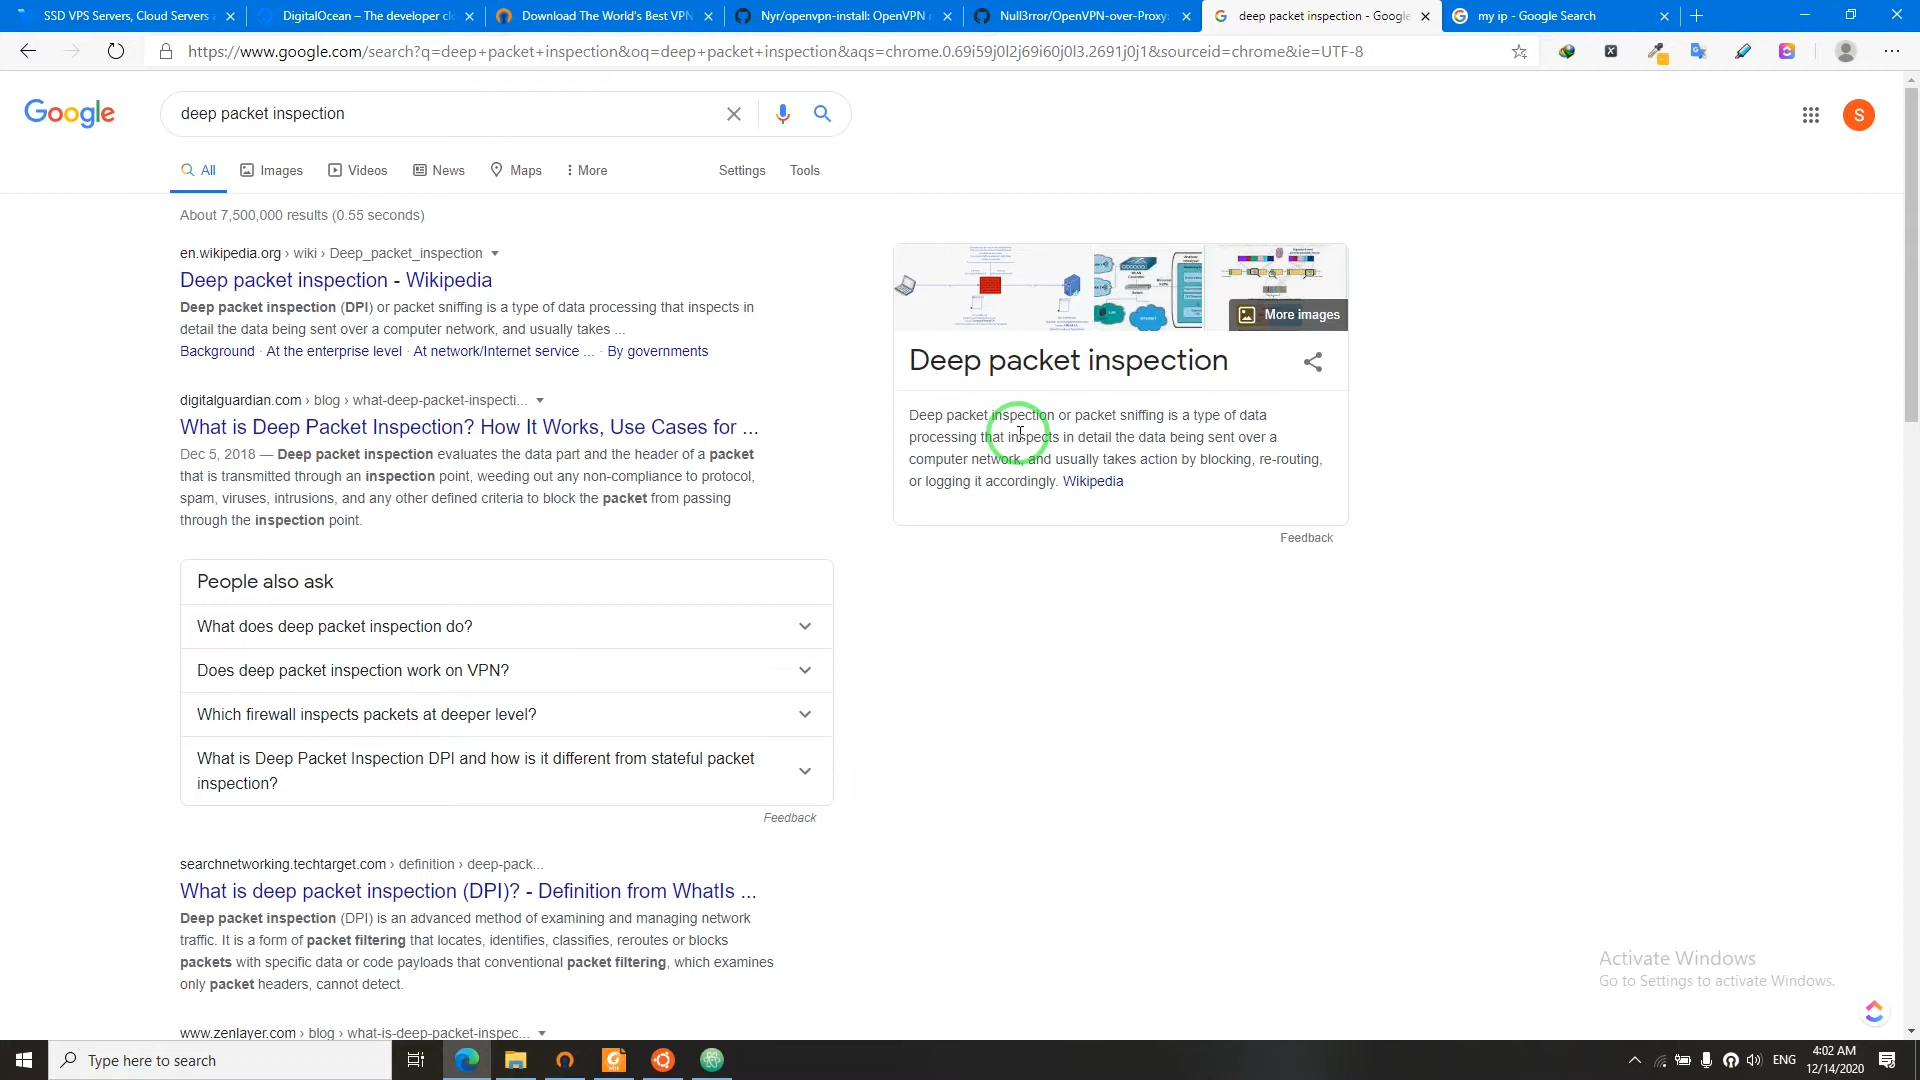 SSD VPS Servers, Cloud Servers a
DigitalOcean – The developer clo
Download The World's Best VPN
Nyr/openvpn-install: OpenVPN r
Null3rror/OpenVPN-over-Proxy:
deep packet inspection - Google
my ip - Google Search
https://www.google.com/search?q=deep+packet+inspection&oq=deep+packet+inspection&aqs=chrome.0.69i59j0l2j69i60j0l3.2691j0j1&sourceid=chrome&ie=UTF-8
Google
deep packet inspection
S
All
Images
Videos
News
Maps
More
Settings
Tools
About 7,500,000 results (0.55 seconds)
en.wikipedia.org › wiki › Deep_packet_inspection
Deep packet inspection - Wikipedia
Deep packet inspection (DPI) or packet sniffing is a type of data processing that inspects in
detail the data being sent over a computer network, and usually takes ...
Background · At the enterprise level · At network/Internet service ... · By governments
digitalguardian.com › blog › what-deep-packet-inspecti...
What is Deep Packet Inspection? How It Works, Use Cases for ...
Dec 5, 2018 — Deep packet inspection evaluates the data part and the header of a packet
that is transmitted through an inspection point, weeding out any non-compliance to protocol,
spam, viruses, intrusions, and any other defined criteria to block the packet from passing
through the inspection point.
People also ask
What does deep packet inspection do?
Does deep packet inspection work on VPN?
Which firewall inspects packets at deeper level?
What is Deep Packet Inspection DPI and how is it different from stateful packet
inspection?
Feedback
searchnetworking.techtarget.com › definition › deep-pack...
What is deep packet inspection (DPI)? - Definition from WhatIs ...
Deep packet inspection (DPI) is an advanced method of examining and managing network
traffic. It is a form of packet filtering that locates, identifies, classifies, reroutes or blocks
packets with specific data or code payloads that conventional packet filtering, which examines
only packet headers, cannot detect.
www.zenlayer.com › blog › what-is-deep-packet-inspec...
More images
Deep packet inspection
Deep packet inspection or packet sniffing is a type of data
processing that inspects in detail the data being sent over a
computer network, and usually takes action by blocking, re-routing,
or logging it accordingly. Wikipedia
Feedback
Activate Windows
Go to Settings to activate Windows.
Type here to search
ENG
4:02 AM
12/14/2020